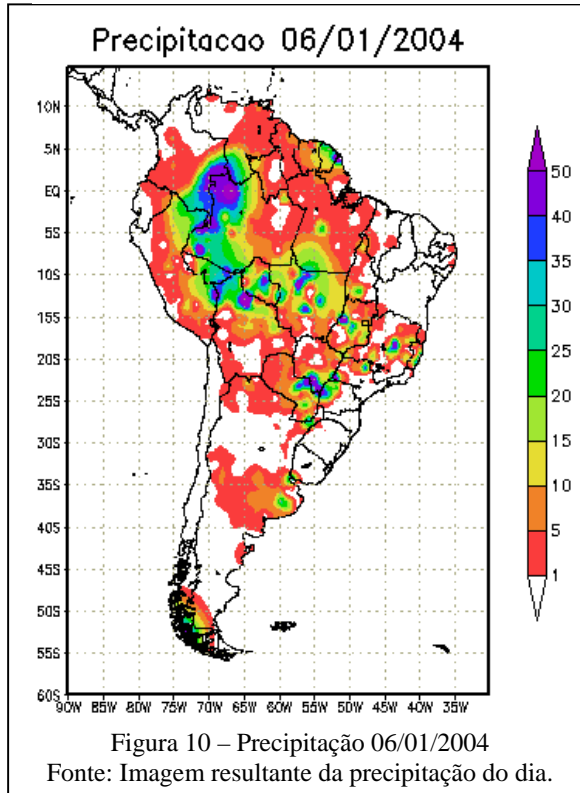 Precipitacao 06/01/2004
10N
5N
EQ
5S
10S
15S
20S
25S
30S
35S
40S
45S
50S
55S
60S
90W 85W 80W 75W 70W 65W 60W 55W 50W 45W 40W 35W
50
40
35
30
25
20
15
10
5
1
Figura 10 – Precipitação 06/01/2004
Fonte: Imagem resultante da precipitação do dia.